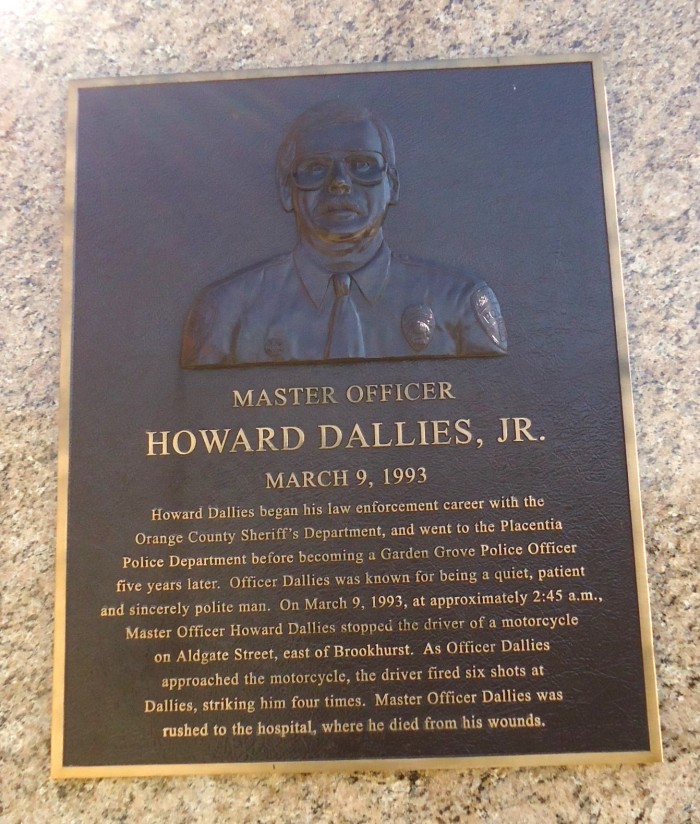 MASTER OFFICER
HOWARD DALLIES, JR.
MARCH 9, 1993
Howard Dallies began his law enforcement career with the
Orange County Sheriff's Department, and went to the Placentia
Police Department before becoming a Garden Grove Police Officer
five years later. Officer Dallies was known for being a quiet, patient
and sincerely polite man. On March 9, 1993, at approximately 2:45 a.m.,
Master Officer Howard Dallies stopped the driver of a motorcycle
on Aldgate Street, east of Brookhurst. As Officer Dallies
approached the motorcycle, the driver fired six shots at
Dallies, striking him four times. Master Officer Dallies was
rushed to the hospital, where he died from his wounds.